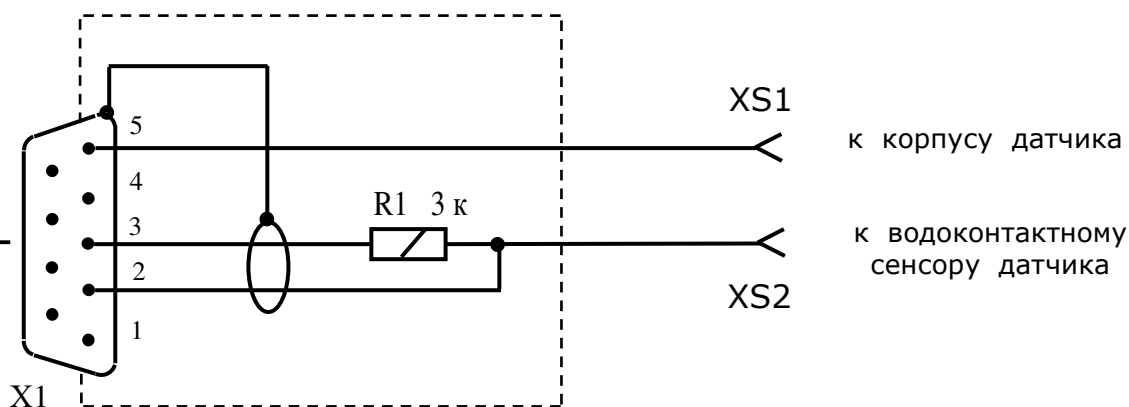 XS1
5
к корпусу датчика
4
R1 3 к
3
к водоконтактному
сенсору датчика
2
XS2
1
X1